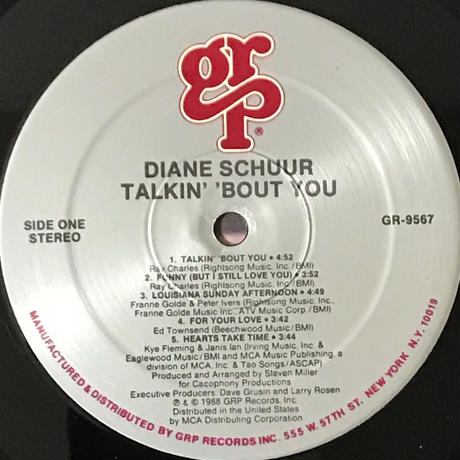 grp®
DIANE SCHUUR
TALKIN' 'BOUT YOU
SIDE ONE
STEREO
GR-9567
1. TALKIN' 'BOUT YOU • 4:52
Ray Charles (Rightsong Music, Inc./BMI)
2. FUNNY (BUT I STILL LOVE YOU) • 3:52
Ray Charles (Rightsong Music, Inc./BMI)
3. LOUISIANA SUNDAY AFTERNOON • 4:49
Franne Golde & Peter Ivers (Rightsong Music, Inc.,
Franne Golde Music Inc., ATV Music Corp./BMI)
4. FOR YOUR LOVE • 3:42
Ed Townsend (Beechwood Music/BMI)
5. HEARTS TAKE TIME • 3:44
Kye Fleming & Janis Ian (Irving Music, Inc. &
Eaglewood Music/BMI and MCA Music Publishing, a
division of MCA, Inc. & Tao Songs/ASCAP)
Produced and Arranged by Steven Miller
for Cacophony Productions
Executive Producers: Dave Grusin and Larry Rosen
℗ & © 1988 GRP Records, Inc.
Distributed in the United States
by MCA Distributing Corporation
MANUFACTURED & DISTRIBUTED BY GRP RECORDS INC. 555 W. 57TH ST. NEW YORK N.Y. 10019